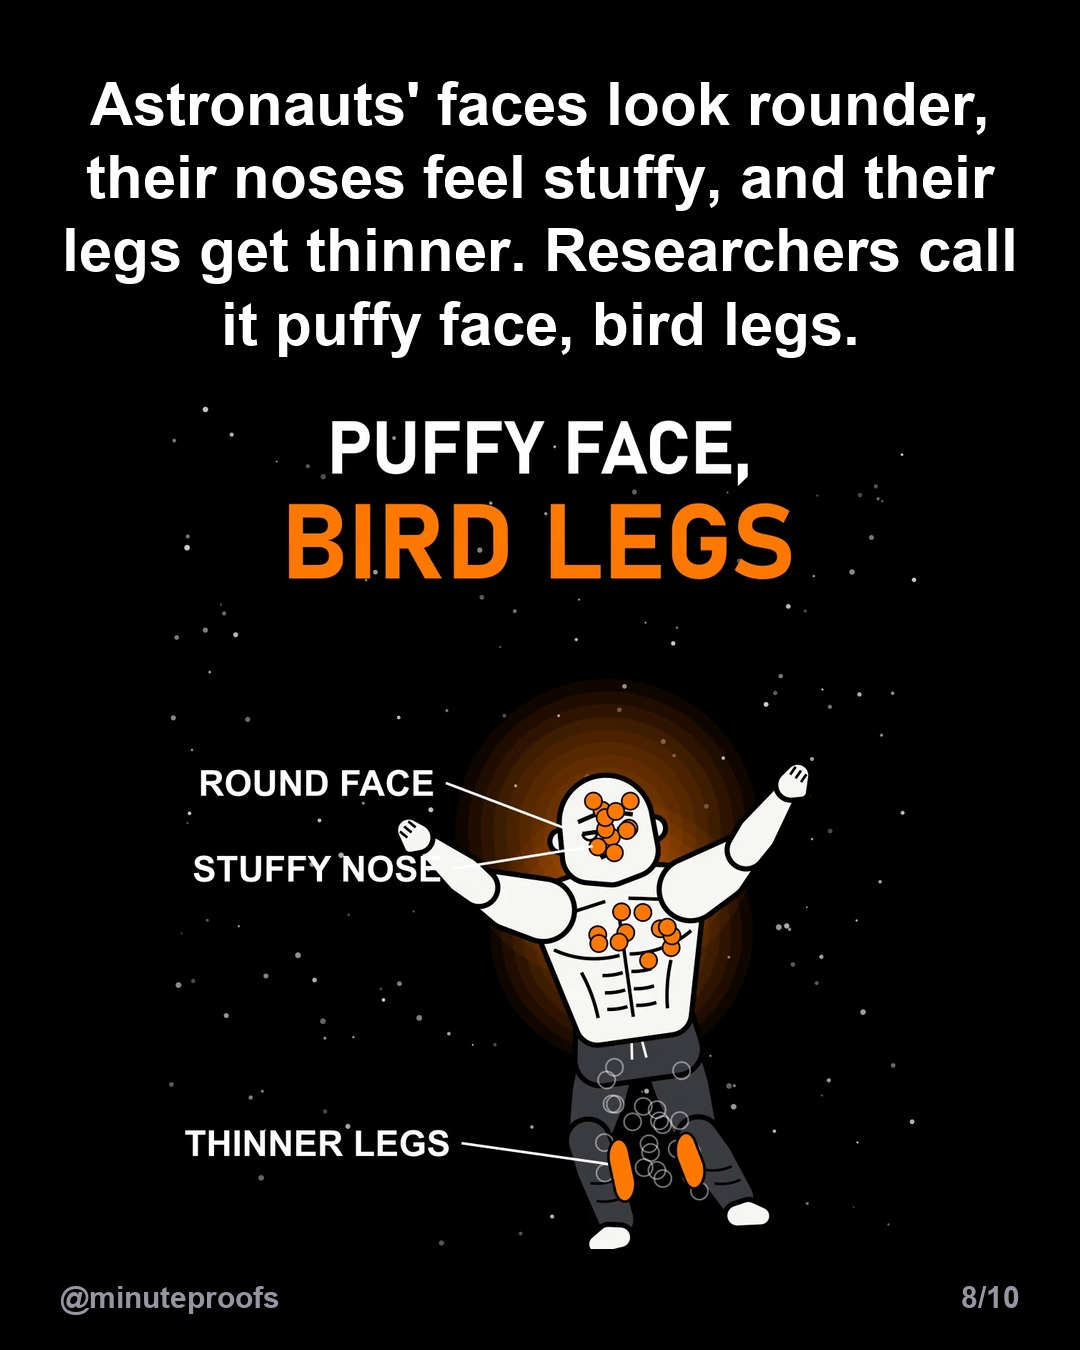 Astronauts' faces look rounder,
their noses feel stuffy, and their
legs get thinner. Researchers call
it puffy face, bird legs.
PUFFY FACE,
BIRD LEGS
ROUND FACE
STUFFY NOSE
THINNER LEGS
@minuteproofs
8/10